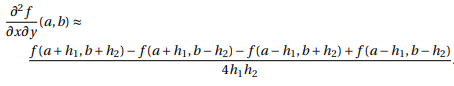 ∂²f/∂x∂y (a,b) ≈
f(a+h₁,b+h₂)−f(a+h₁,b−h₂)−f(a−h₁,b+h₂)+f(a−h₁,b−h₂)/4h₁h₂.